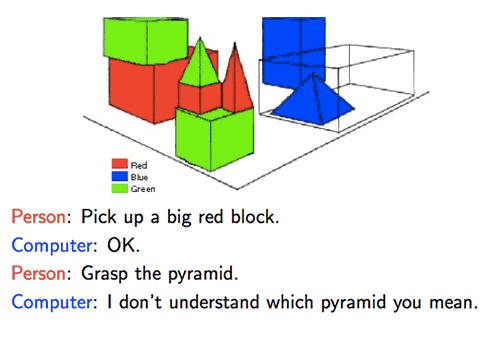 Red
Blue
Green
Person: Pick up a big red block.
Computer: OK.
Person: Grasp the pyramid.
Computer: I don't understand which pyramid you mean.